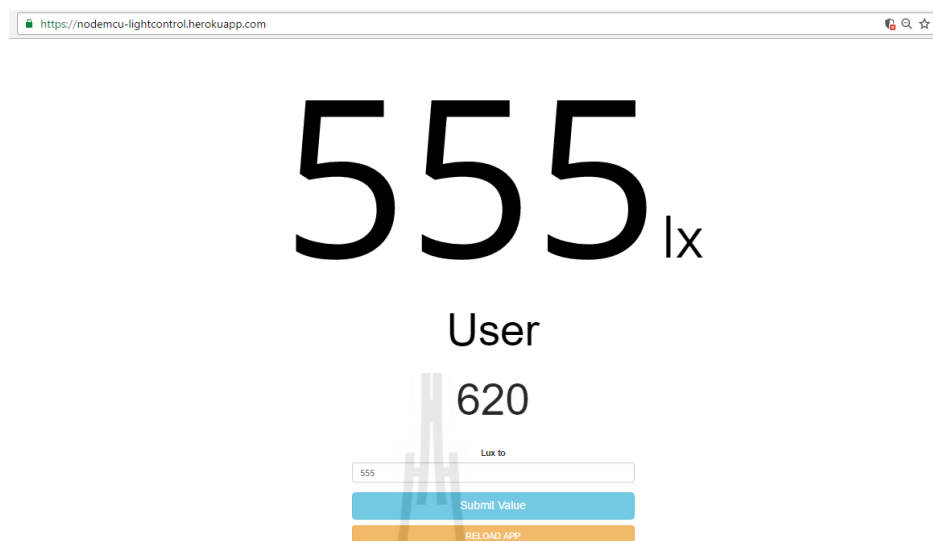 https://nodemcu-lightcontrol.herokuapp.com
555 lx
User
620
Lux to
555
Submit Value
RELOAD APP